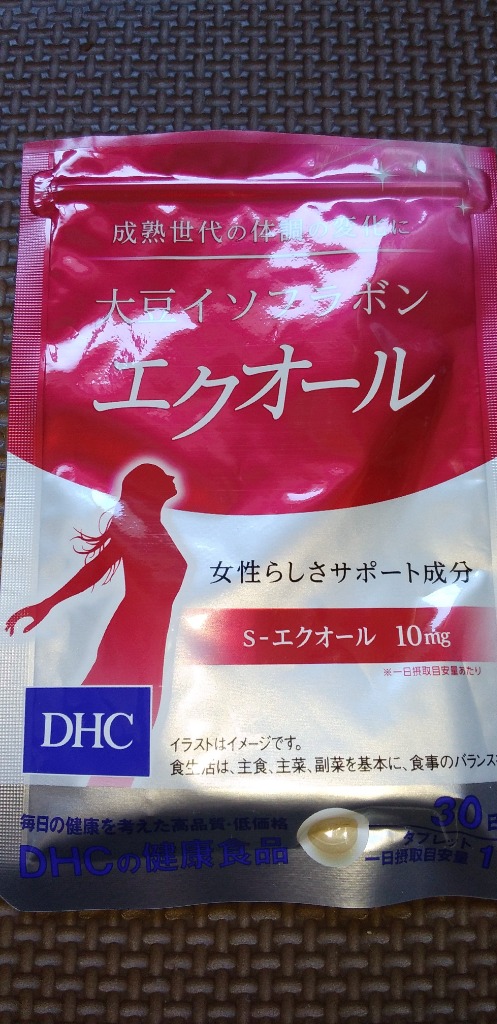 成熟世代の体調の変化に
大豆イソフラボン
エクオール
女性らしさサポート成分
S-エクオール 10mg
※一日摂取目安量あたり
DHC
イラストはイメージです。
食生活は、主食、主菜、副菜を基本に、食事のバランス
毎日の健康を考えた高品質・低価格
DHCの健康食品
30日
タブレット
一日摂取目安量 1